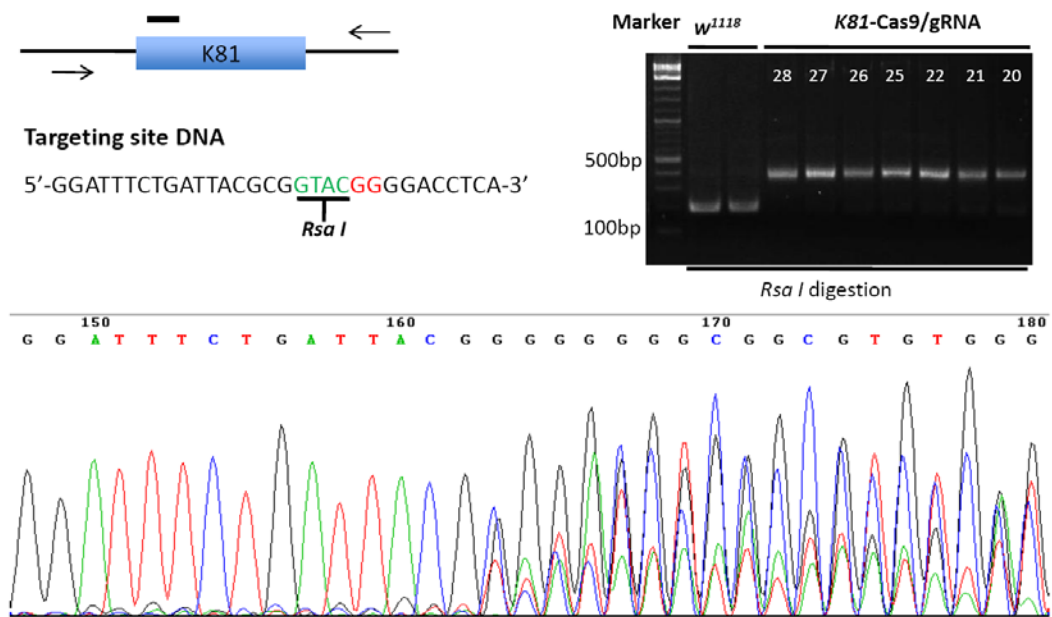 K81
Targeting site DNA
5’-GGATTTCTGATTACGCGGTACGGGGACCTCA-3’
Rsa I
Marker w1118 K81-Cas9/gRNA
28 27 26 25 22 21 20
500bp
100bp
Rsa I digestion
150 160 170 180
G G A T T T C T G A T T A C G G G G G G G G C G G C G T G T G G G